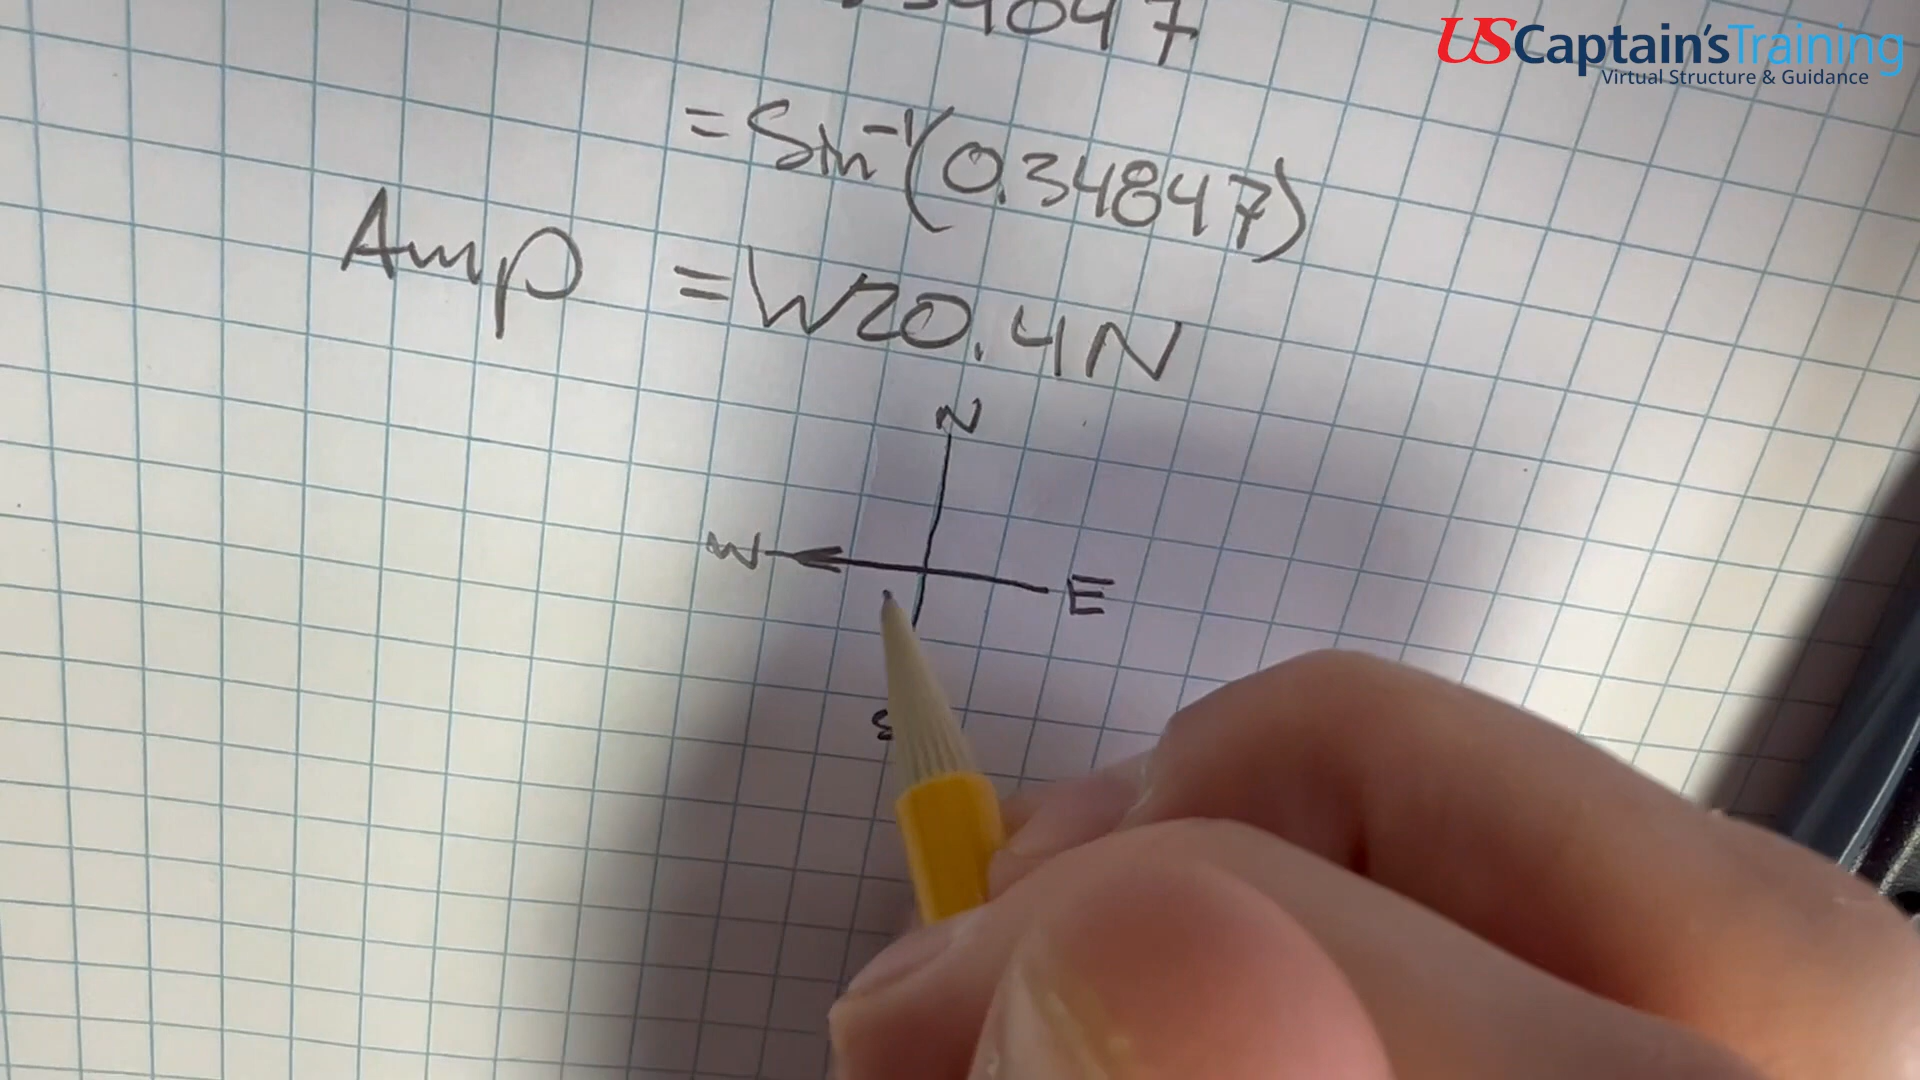 USCaptain'sTraining
Virtual Structure & Guidance
= Sin⁻¹(0.34847)
Amp = W20.4N
N
W
E
S